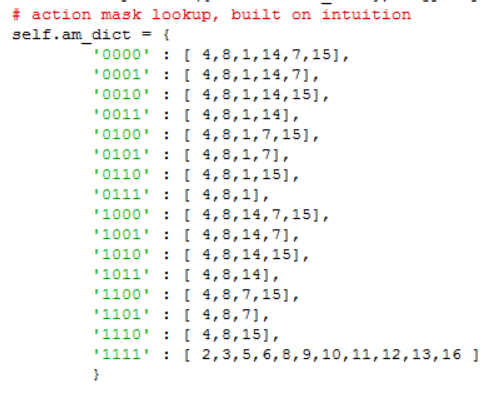 # action mask lookup, built on intuition
self.am_dict = {
'0000' : [ 4,8,1,14,7,15],
'0001' : [ 4,8,1,14,7],
'0010' : [ 4,8,1,14,15],
'0011' : [ 4,8,1,14],
'0100' : [ 4,8,1,7,15],
'0101' : [ 4,8,1,7],
'0110' : [ 4,8,1,15],
'0111' : [ 4,8,1],
'1000' : [ 4,8,14,7,15],
'1001' : [ 4,8,14,7],
'1010' : [ 4,8,14,15],
'1011' : [ 4,8,14],
'1100' : [ 4,8,7,15],
'1101' : [ 4,8,7],
'1110' : [ 4,8,15],
'1111' : [ 2,3,5,6,8,9,10,11,12,13,16 ]
}